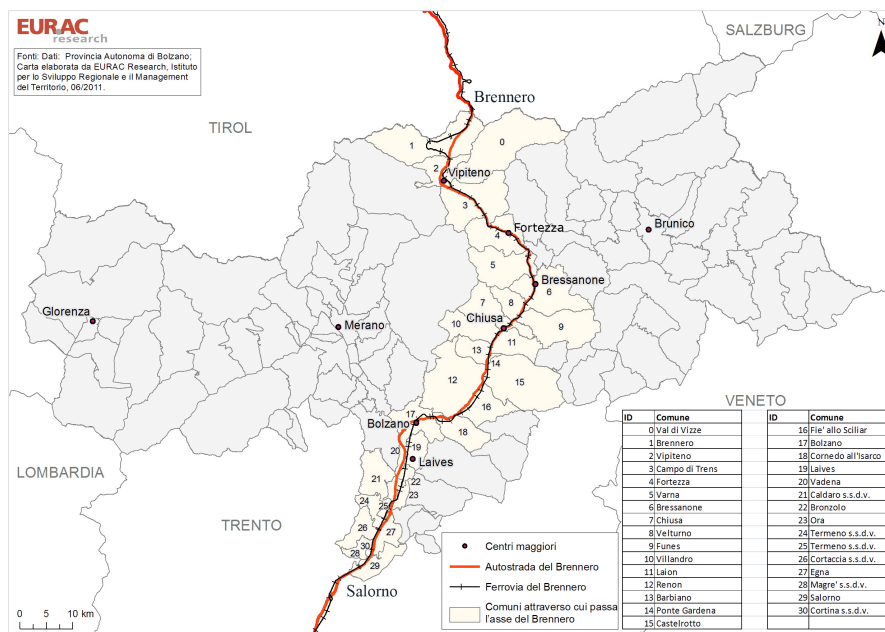 EURAC
research
Fonti: Dati: Provincia Autonoma di Bolzano;
Carta elaborata da EURAC Research, Istituto
per lo Sviluppo Regionale e il Management
del Territorio, 06/2011.
SALZBURG
N
Brennero
TIROL
1
0
2
Vipiteno
3
Fortezza
4
Brunico
5
Bressanone
6
7
8
Glorenza
Chiusa
Merano
10
9
11
13
14
12
15
16
VENETO
17
Bolzano
18
20
19
Laives
LOMBARDIA
21
22
23
24
25
TRENTO
26
27
30
28
29
Salorno
0 5 10 km
Centri maggiori
Autostrada del Brennero
Ferrovia del Brennero
Comuni attraverso cui passa
l'asse del Brennero
ID Comune ID Comune
0 Val di Vizze 16 Fie' allo Sciliar
1 Brennero 17 Bolzano
2 Vipiteno 18 Cornedo all'Isarco
3 Campo di Trens 19 Laives
4 Fortezza 20 Vadena
5 Varna 21 Caldaro s.s.d.v.
6 Bressanone 22 Bronzolo
7 Chiusa 23 Ora
8 Velturno 24 Termeno s.s.d.v.
9 Funes 25 Termeno s.s.d.v.
10 Villandro 26 Cortaccia s.s.d.v.
11 Laion 27 Egna
12 Renon 28 Magre' s.s.d.v.
13 Barbiano 29 Salorno
14 Ponte Gardena 30 Cortina s.s.d.v.
15 Castelrotto